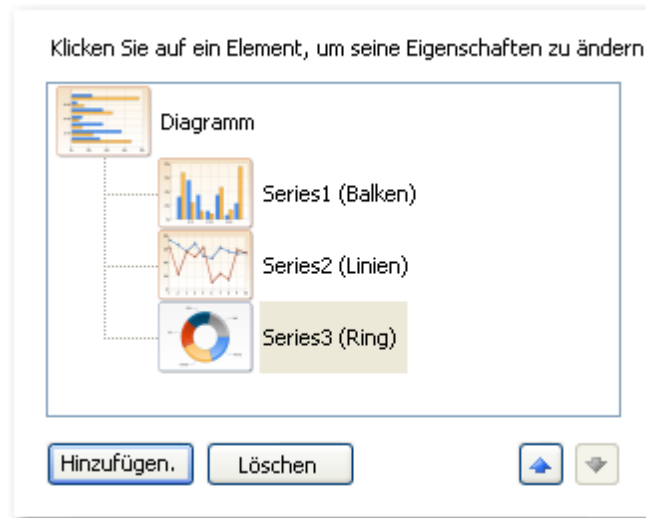 Klicken Sie auf ein Element, um seine Eigenschaften zu ändern
Diagramm
Series1 (Balken)
Series2 (Linien)
Series3 (Ring)
Hinzufügen.
Löschen